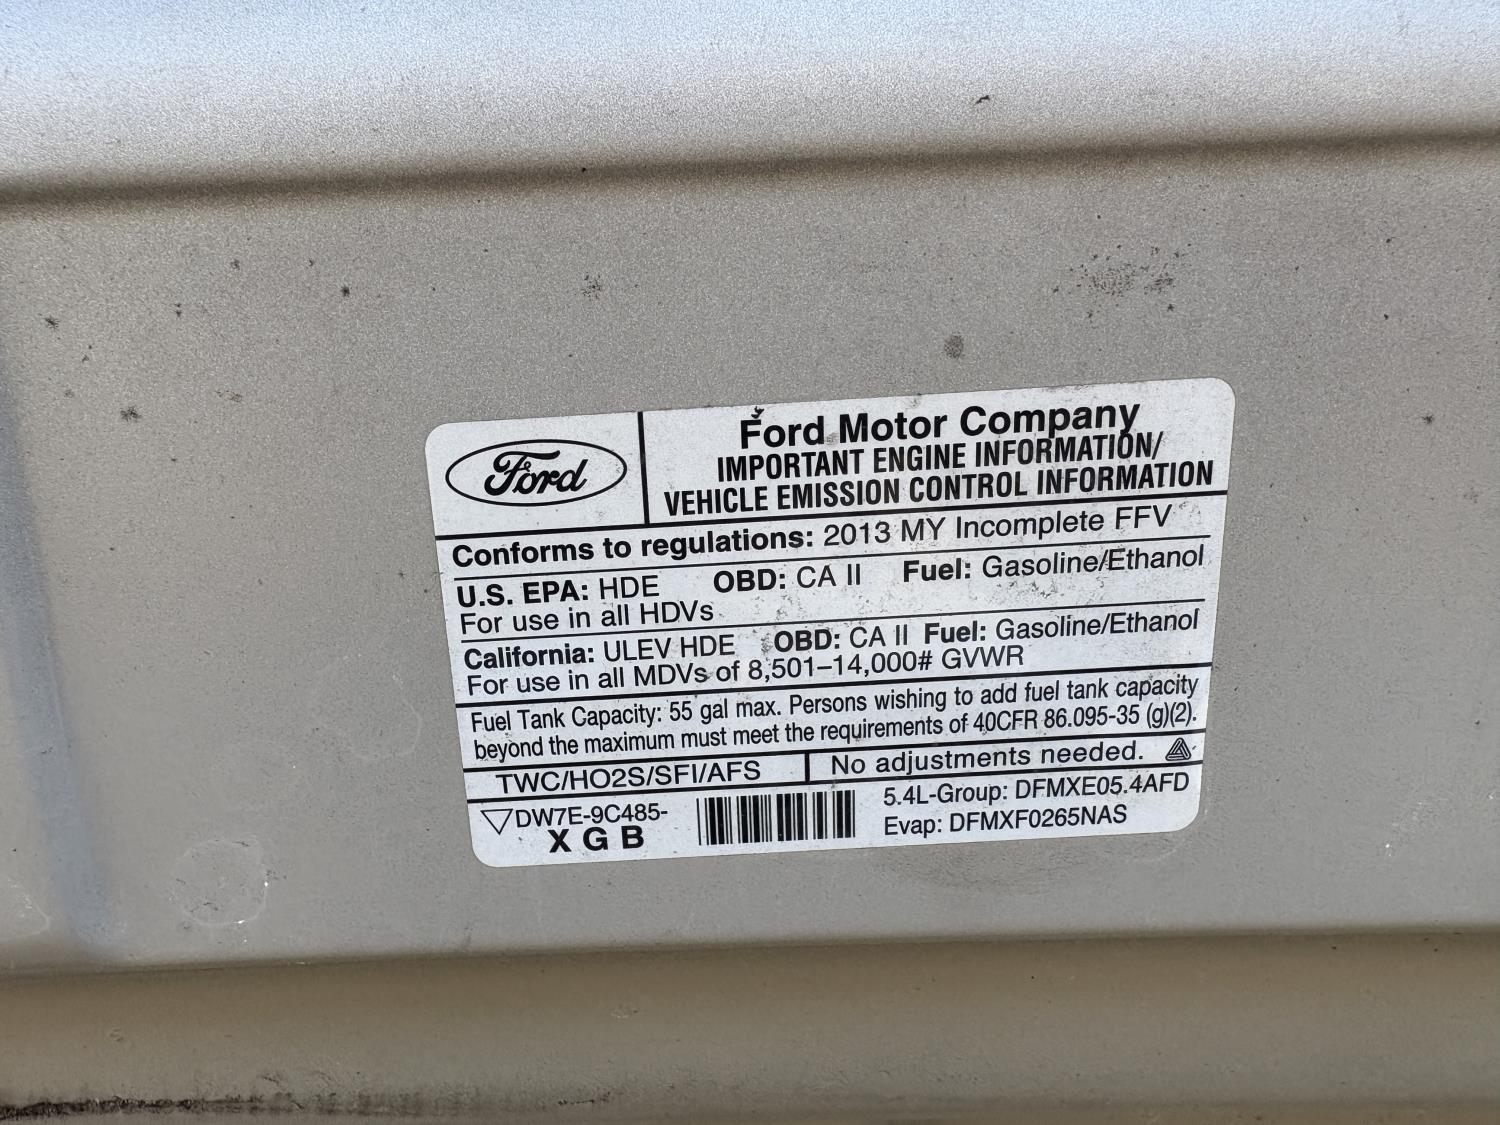 Ford
Ford Motor Company
IMPORTANT ENGINE INFORMATION/
VEHICLE EMISSION CONTROL INFORMATION
Conforms to regulations: 2013 MY Incomplete FFV
U.S. EPA: HDE OBD: CA II Fuel: Gasoline/Ethanol
For use in all HDVs
California: ULEV HDE OBD: CA II Fuel: Gasoline/Ethanol
For use in all MDVs of 8,501–14,000# GVWR
Fuel Tank Capacity: 55 gal max. Persons wishing to add fuel tank capacity
beyond the maximum must meet the requirements of 40CFR 86.095-35 (g)(2).
TWC/HO2S/SFI/AFS No adjustments needed.
DW7E-9C485-
X G B
5.4L-Group: DFMXE05.4AFD
Evap: DFMXF0265NAS